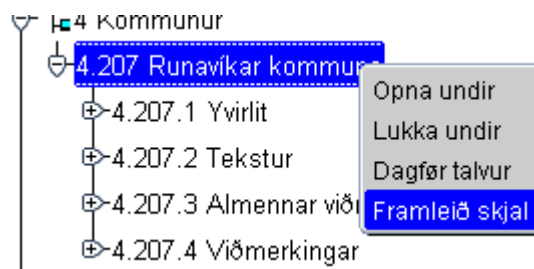 4 Kommunur
4.207 Runavíkar kommuna
4.207.1 Yvirlit
4.207.2 Tekstur
4.207.3 Almennar
4.207.4 Viðmerkingar
Opna undir
Lukka undir
Dagfør talvur
Framleið skjal